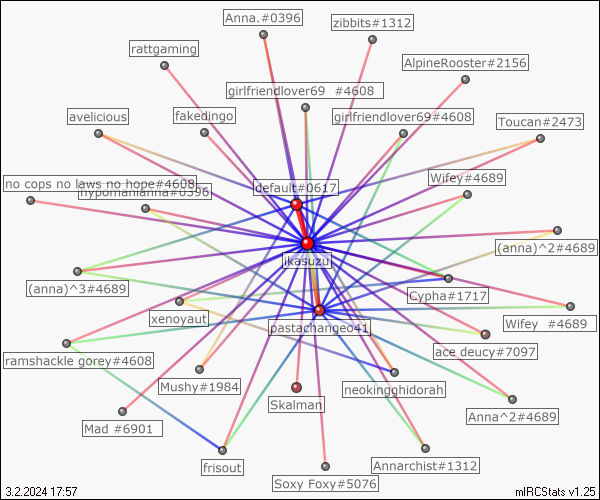 Anna.#0396
zibbits#1312
rattgaming
AlpineRooster#2156
girlfriendlover69 #4608
avelicious
fakedingo
girlfriendlover69#4608
Toucan#2473
no cops no laws no hope#4608
hypomanianna#0396
default#0617
Wifey#4689
(anna)^2#4689
ikasuzu
(anna)^3#4689
Cypha#1717
xenoyaut
pastachange041
Wifey #4689
ramshackle gorey#4608
ace deucy#7097
Mushy#1984
neokingghidorah
Skalman
Anna^2#4689
Mad #6901
frisout
Annarchist#1312
Soxy Foxy#5076
3.2.2024 17:57
mIRCStats v1.25